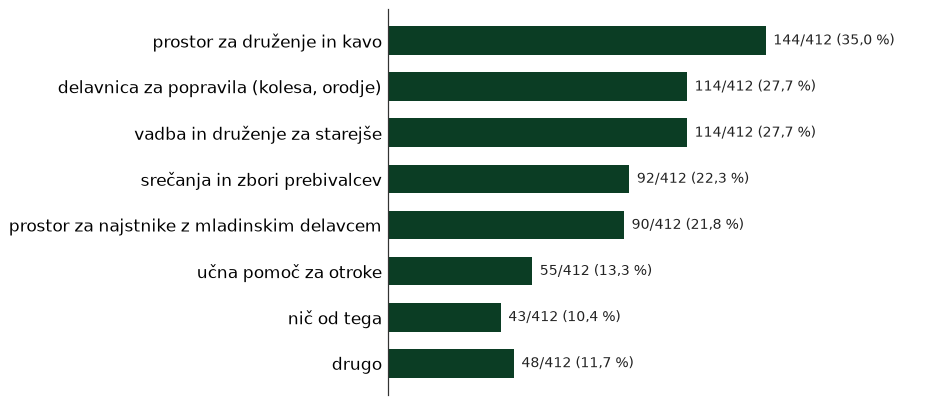 prostor za druženje in kavo 144/412 (35,0 %)
delavnica za popravila (kolesa, orodje) 114/412 (27,7 %)
vadba in druženje za starejše 114/412 (27,7 %)
srečanja in zbori prebivalcev 92/412 (22,3 %)
prostor za najstnike z mladinskim delavcem 90/412 (21,8 %)
učna pomoč za otroke 55/412 (13,3 %)
nič od tega 43/412 (10,4 %)
drugo 48/412 (11,7 %)